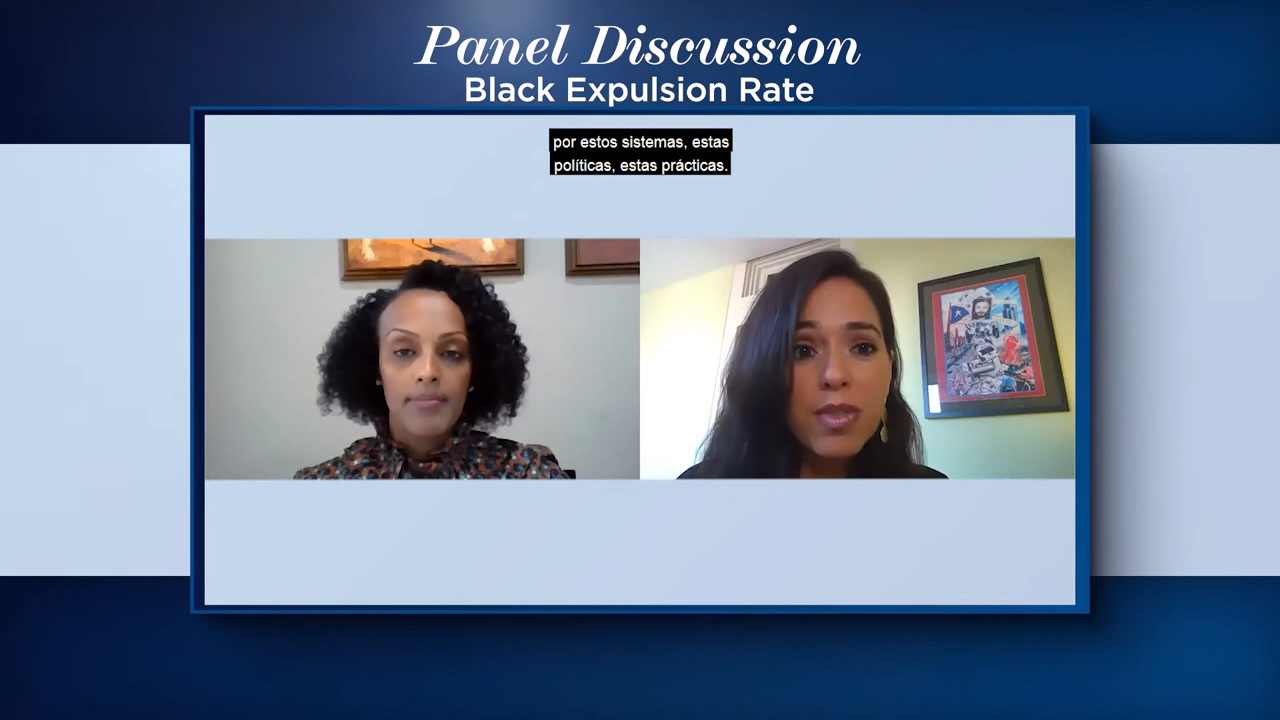 Panel Discussion
Black Expulsion Rate
por estos sistemas, estas
políticas, estas prácticas.